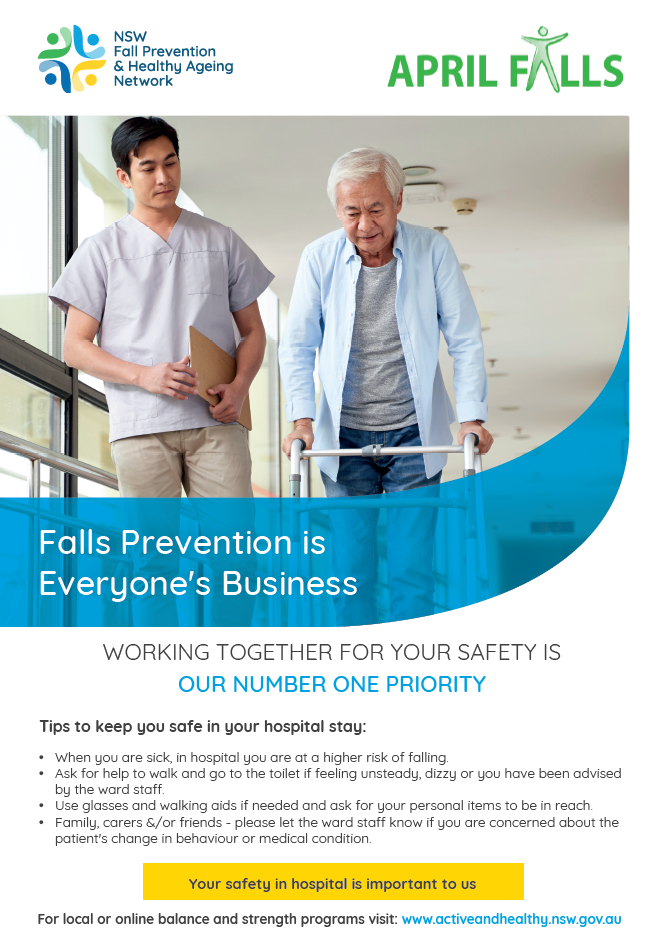 NSW
Fall Prevention
& Healthy Ageing
Network
APRIL FALLS
Falls Prevention is
Everyone's Business
WORKING TOGETHER FOR YOUR SAFETY IS
OUR NUMBER ONE PRIORITY
Tips to keep you safe in your hospital stay:
• When you are sick, in hospital you are at a higher risk of falling.
• Ask for help to walk and go to the toilet if feeling unsteady, dizzy or you have been advised
by the ward staff.
• Use glasses and walking aids if needed and ask for your personal items to be in reach.
• Family, carers &/or friends - please let the ward staff know if you are concerned about the
patient's change in behaviour or medical condition.
Your safety in hospital is important to us
For local or online balance and strength programs visit: www.activeandhealthy.nsw.gov.au